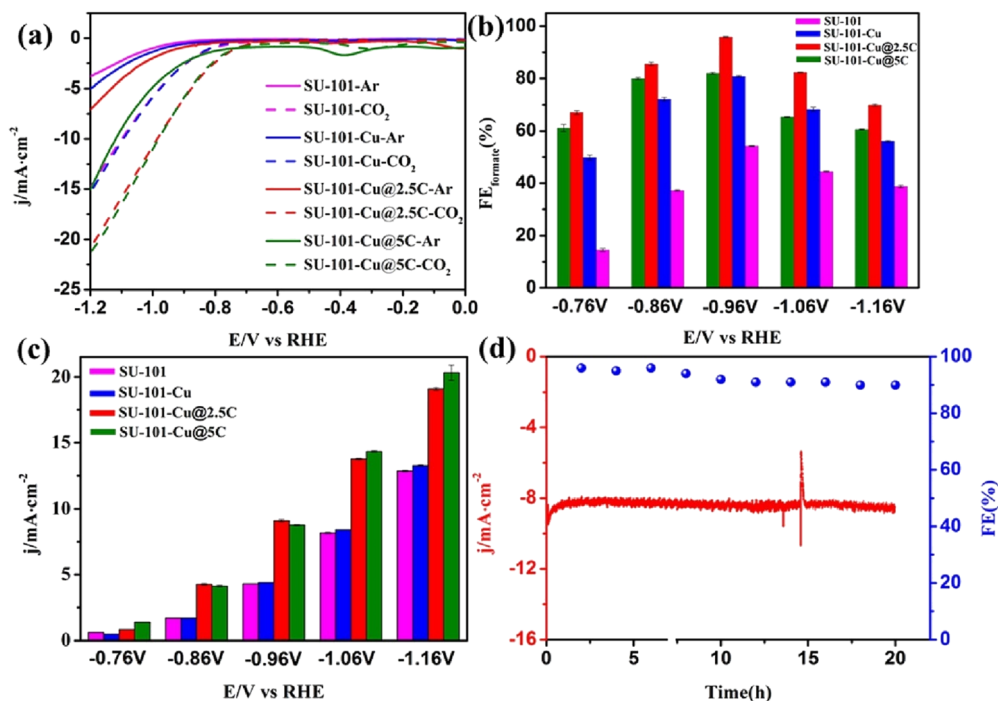 (a)
0
-5
-10
-15
-20
-25
j/mA·cm⁻²
SU-101-Ar
SU-101-CO₂
SU-101-Cu-Ar
SU-101-Cu-CO₂
SU-101-Cu@2.5C-Ar
SU-101-Cu@2.5C-CO₂
SU-101-Cu@5C-Ar
SU-101-Cu@5C-CO₂
-1.2 -1.0 -0.8 -0.6 -0.4 -0.2 0.0
E/V vs RHE
(b)
100
80
60
40
20
0
FEformate(%)
SU-101
SU-101-Cu
SU-101-Cu@2.5C
SU-101-Cu@5C
-0.76V -0.86V -0.96V -1.06V -1.16V
E/V vs RHE
(c)
20
15
10
5
0
j/mA·cm⁻²
SU-101
SU-101-Cu
SU-101-Cu@2.5C
SU-101-Cu@5C
-0.76V -0.86V -0.96V -1.06V -1.16V
E/V vs RHE
(d)
0
-4
-8
-12
-16
j/mA·cm⁻²
100
80
60
40
20
0
FE(%)
0 5 10 15 20
Time(h)